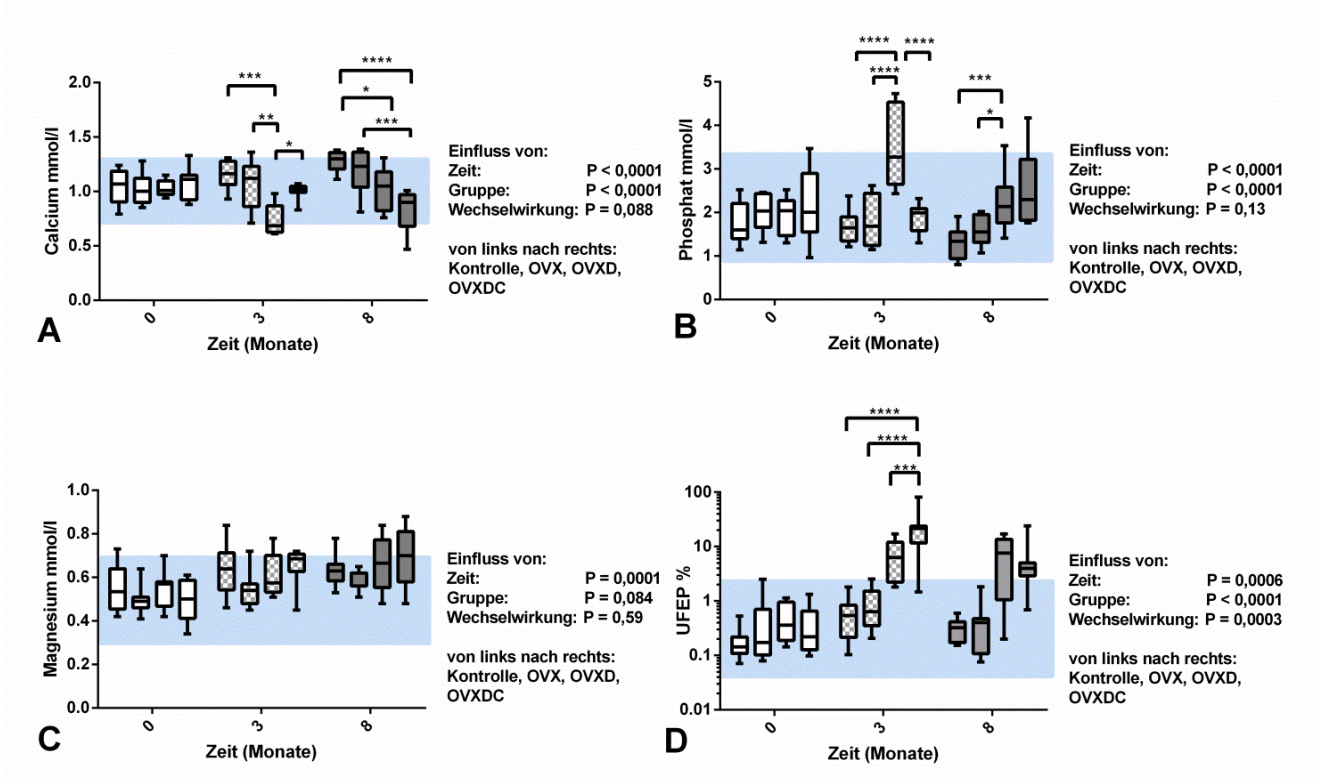 ***
**
*
****
*
***
2.0
1.5
1.0
0.5
0.0
Calcium mmol/l
0
3
8
Zeit (Monate)
A
Einfluss von:
Zeit: P < 0,0001
Gruppe: P < 0,0001
Wechselwirkung: P = 0,088
von links nach rechts:
Kontrolle, OVX, OVXD,
OVXDC
****
****
****
***
*
5
4
3
2
1
0
Phosphat mmol/l
0
3
8
Zeit (Monate)
B
Einfluss von:
Zeit: P < 0,0001
Gruppe: P < 0,0001
Wechselwirkung: P = 0,13
von links nach rechts:
Kontrolle, OVX, OVXD,
OVXDC
1.0
0.8
0.6
0.4
0.2
0.0
Magnesium mmol/l
0
3
8
Zeit (Monate)
C
Einfluss von:
Zeit: P = 0,0001
Gruppe: P = 0,084
Wechselwirkung: P = 0,59
von links nach rechts:
Kontrolle, OVX, OVXD,
OVXDC
****
****
***
100
10
1
0.1
0.01
UFEP %
0
3
8
Zeit (Monate)
D
Einfluss von:
Zeit: P = 0,0006
Gruppe: P < 0,0001
Wechselwirkung: P = 0,0003
von links nach rechts:
Kontrolle, OVX, OVXD,
OVXDC